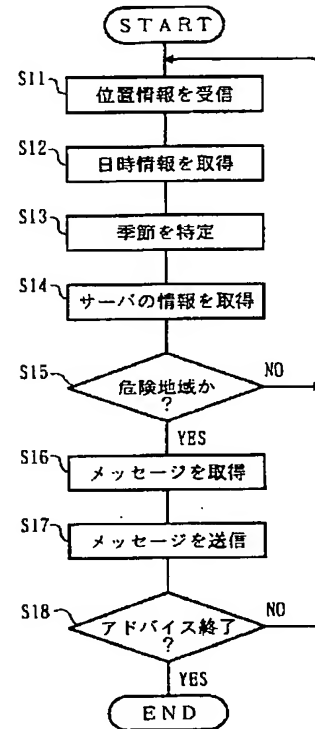 START
S11
位置情報を受信
S12
日時情報を取得
S13
季節を特定
S14
サーバの情報を取得
S15
危険地域か
?
NO
YES
S16
メッセージを取得
S17
メッセージを送信
S18
アドバイス終了
?
NO
YES
END